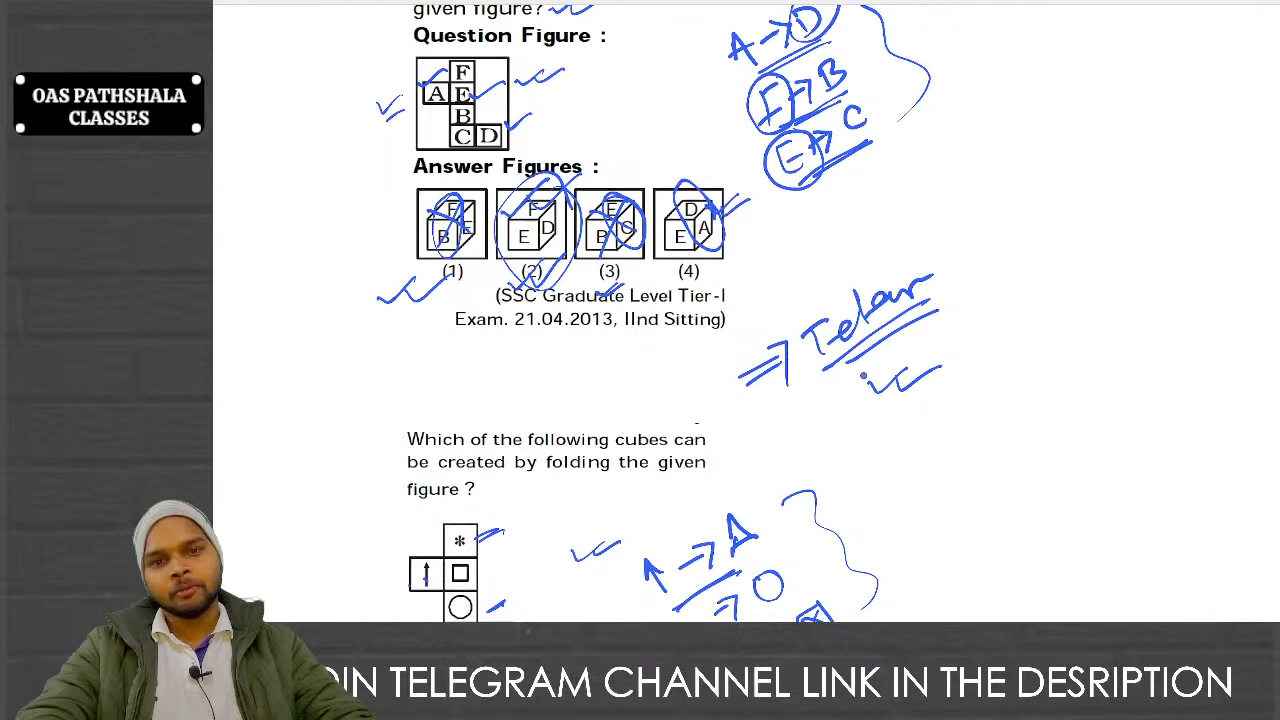 given figure?
Question Figure :
F
A E
B
C D
Answer Figures :
F B E
F E D
E B C
D E A
(1) (2) (3) (4)
(SSC Graduate Level Tier-I
Exam. 21.04.2013, IInd Sitting)
A → D
F → B
E → C
OAS PATHSHALA
CLASSES
⇒
Which of the following cubes can
be created by folding the given
figure ?
*
↑ □
○
↑ → A
→ ○
OIN TELEGRAM CHANNEL LINK IN THE DESRIPTION